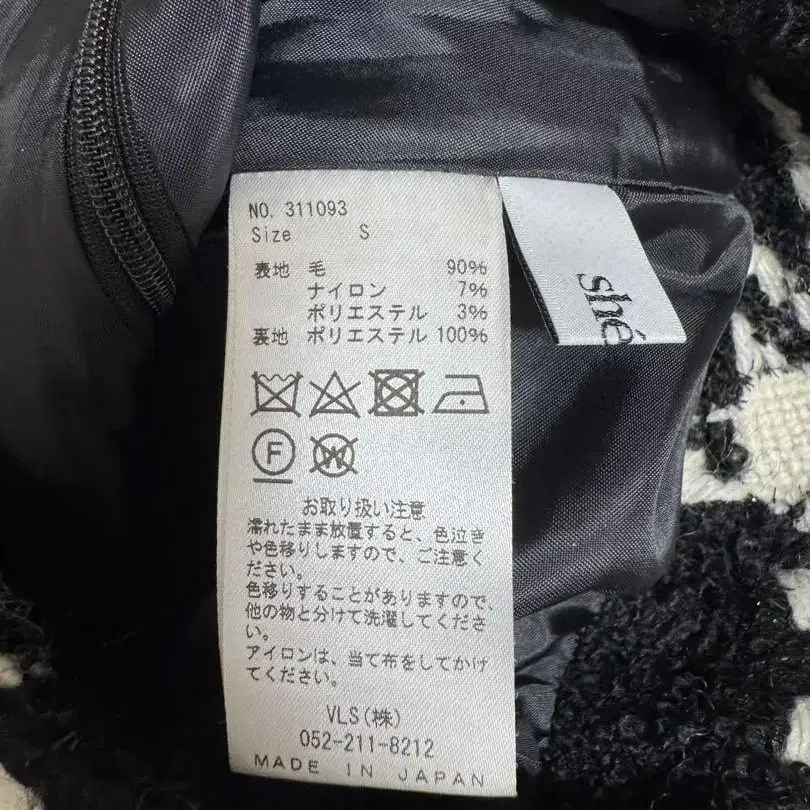 NO. 311093
Size S
表地 毛 90%
ナイロン 7%
ポリエステル 3%
裏地 ポリエステル 100%
F
W
お取り扱い注意
濡れたまま放置すると、色泣き
や色移りしますので、ご注意く
ださい。
色移りすることがありますので、
他の物と分けて洗濯してくださ
い。
アイロンは、当て布をしてかけ
てください。
VLS(株)
052-211-8212
MADE IN JAPAN
shé